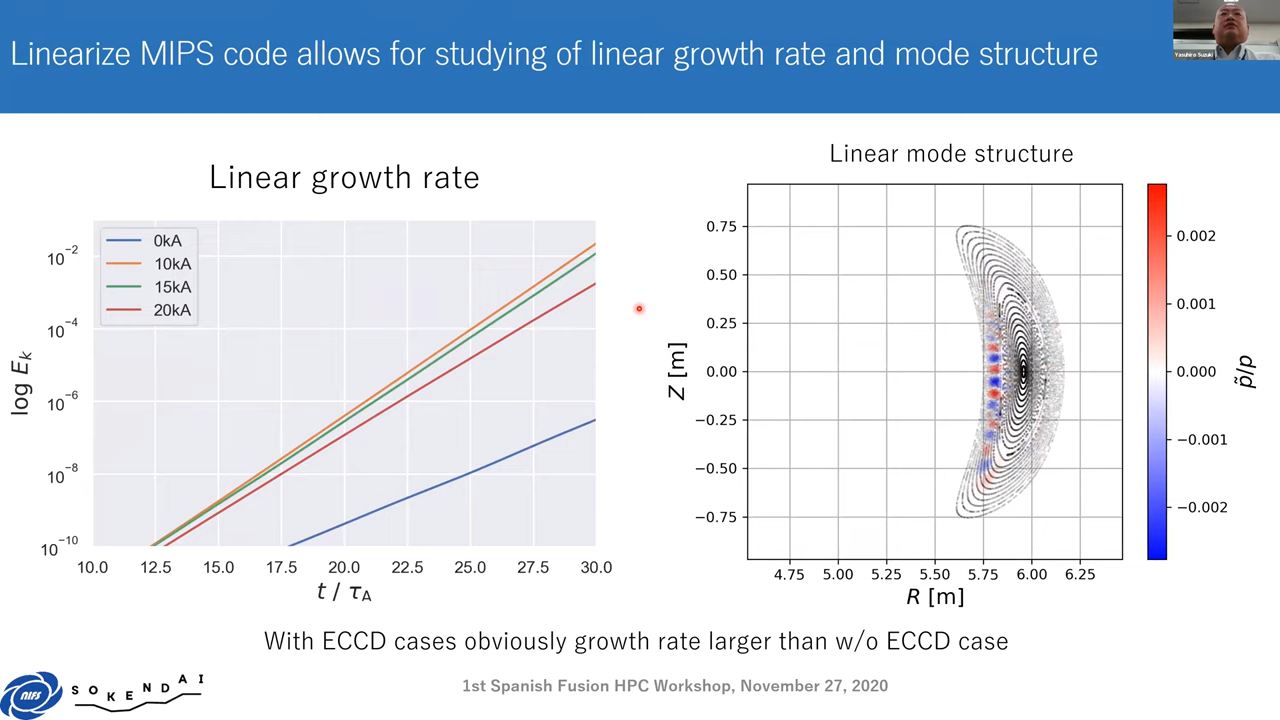 Linearize MIPS code allows for studying of linear growth rate and mode structure
Yasuhiro Suzuki
Linear growth rate
0kA
10kA
15kA
20kA
10⁻²
10⁻⁴
10⁻⁶
10⁻⁸
10⁻¹⁰
log Eₖ
10.0 12.5 15.0 17.5 20.0 22.5 25.0 27.5 30.0
t / τ_A
Linear mode structure
0.75
0.50
0.25
0.00
−0.25
−0.50
−0.75
Z [m]
4.75 5.00 5.25 5.50 5.75 6.00 6.25
R [m]
0.002
0.001
0.000
−0.001
−0.002
p̃/p
With ECCD cases obviously growth rate larger than w/o ECCD case
NIFS
SOKENDAI
1st Spanish Fusion HPC Workshop, November 27, 2020